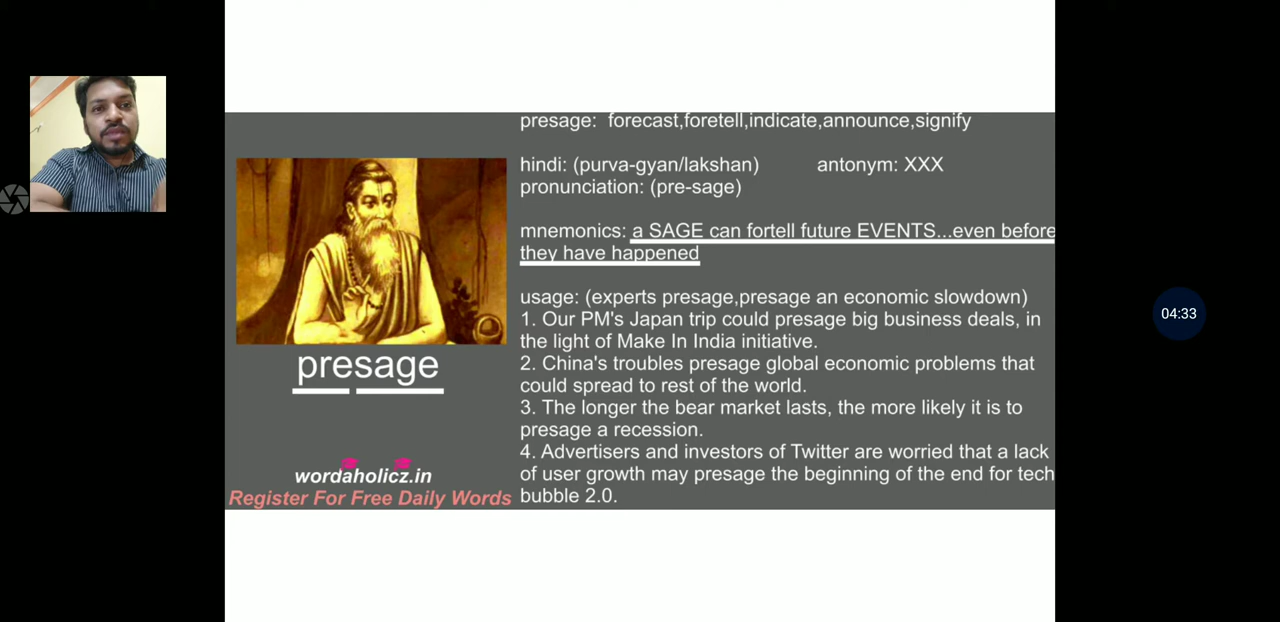 presage: forecast,foretell,indicate,announce,signify
hindi: (purva-gyan/lakshan) antonym: XXX
pronunciation: (pre-sage)
mnemonics: a SAGE can fortell future EVENTS...even before
they have happened
usage: (experts presage,presage an economic slowdown)
1. Our PM's Japan trip could presage big business deals, in
the light of Make In India initiative.
2. China's troubles presage global economic problems that
could spread to rest of the world.
3. The longer the bear market lasts, the more likely it is to
presage a recession.
4. Advertisers and investors of Twitter are worried that a lack
of user growth may presage the beginning of the end for tech
bubble 2.0.
presage
wordaholicz.in
Register For Free Daily Words
04:33